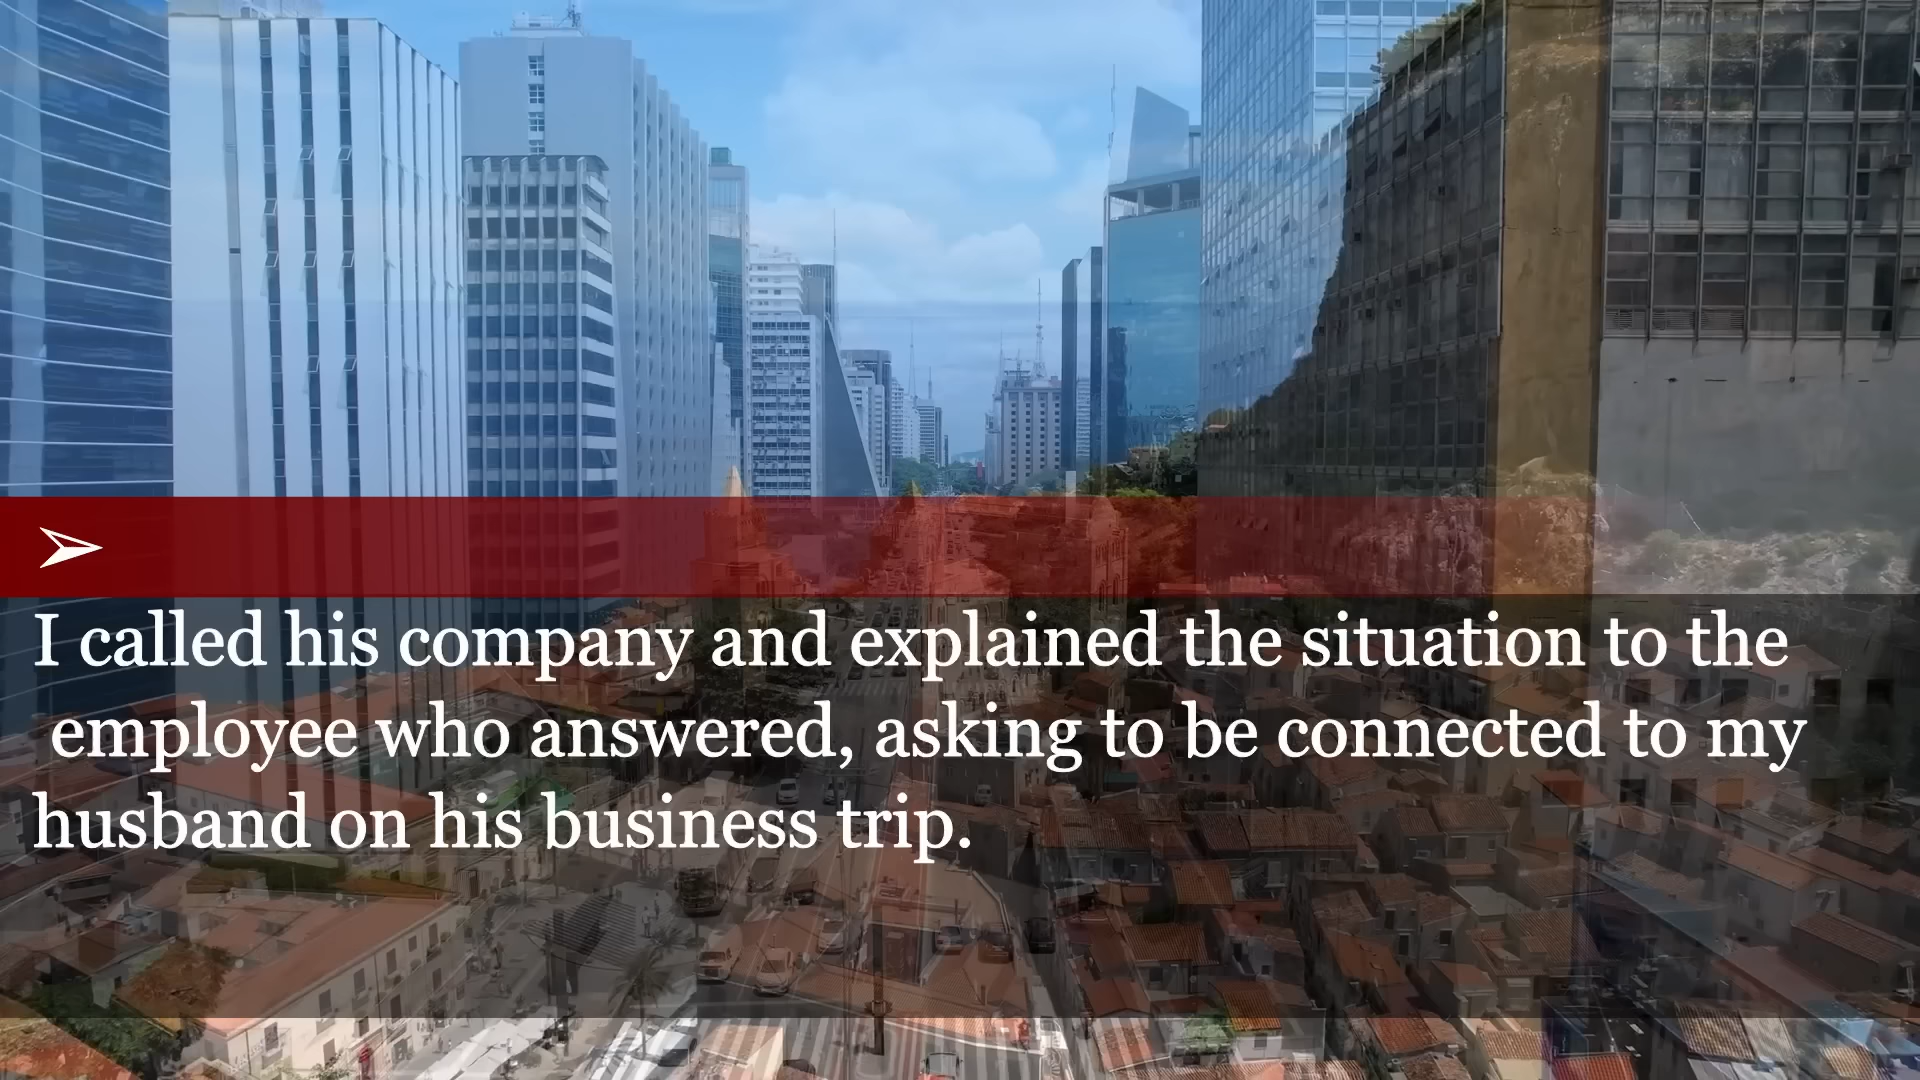 I called his company and explained the situation to the
employee who answered, asking to be connected to my
husband on his business trip.